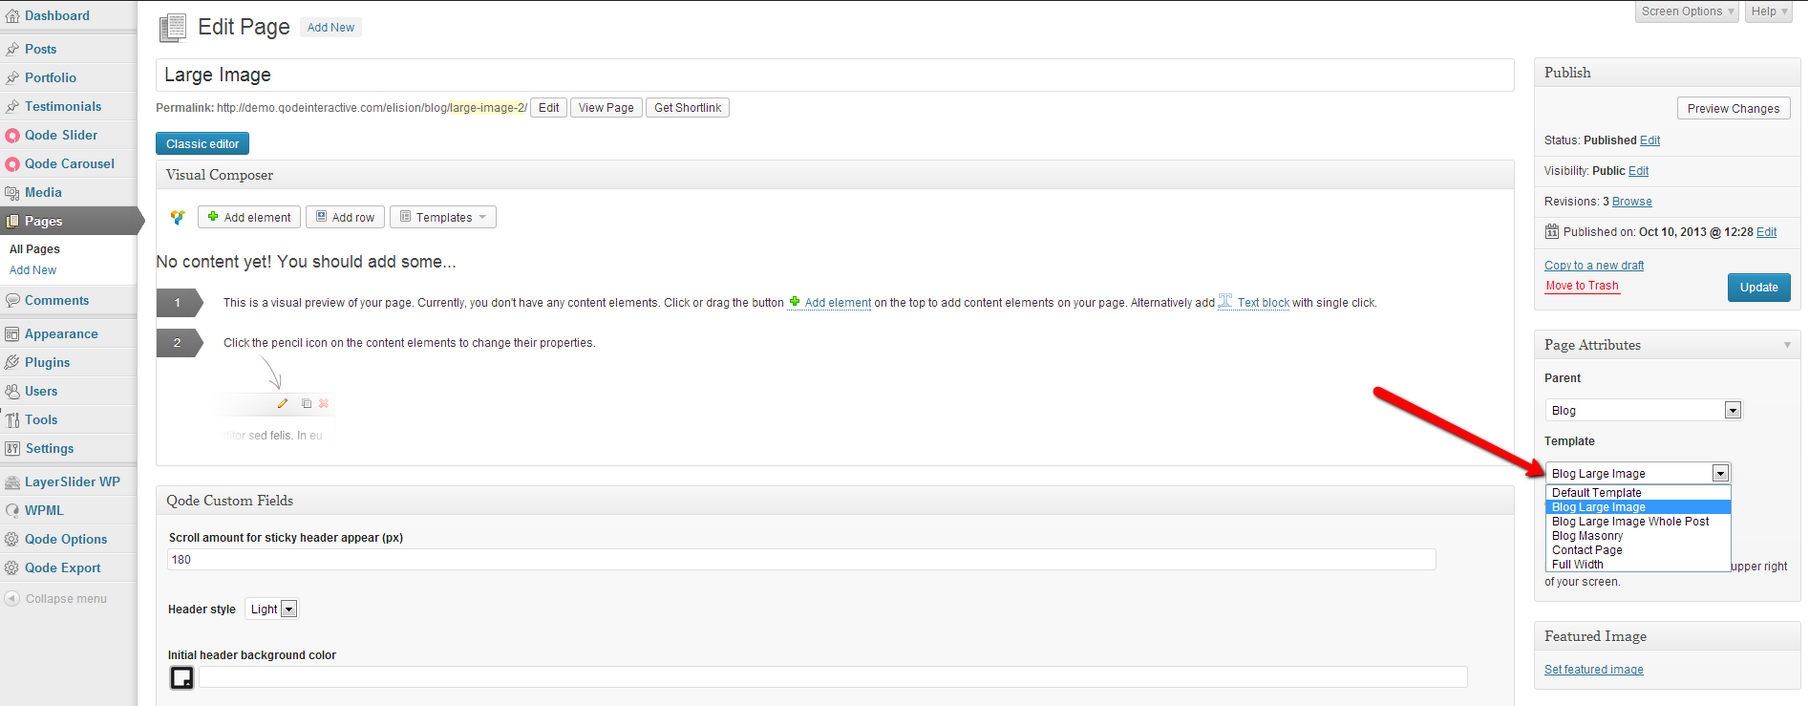 Dashboard
Posts
Portfolio
Testimonials
Qode Slider
Qode Carousel
Media
Pages
All Pages
Add New
Comments
Appearance
Plugins
Users
Tools
Settings
LayerSlider WP
WPML
Qode Options
Qode Export
Collapse menu
Screen Options
Help
Edit Page Add New
Large Image
Permalink: http://demo.qodeinteractive.com/elision/blog/large-image-2/ Edit View Page Get Shortlink
Classic editor
Visual Composer
Add element Add row Templates
No content yet! You should add some...
1 This is a visual preview of your page. Currently, you don't have any content elements. Click or drag the button Add element on the top to add content elements on your page. Alternatively add Text block with single click.
2 Click the pencil icon on the content elements to change their properties.
titor sed felis. In eu
Qode Custom Fields
Scroll amount for sticky header appear (px)
180
Header style Light
Initial header background color
Publish
Preview Changes
Status: Published Edit
Visibility: Public Edit
Revisions: 3 Browse
11 Published on: Oct 10, 2013 @ 12:28 Edit
Copy to a new draft
Move to Trash
Update
Page Attributes
Parent
Blog
Template
Blog Large Image
Default Template
Blog Large Image
Blog Large Image Whole Post
Blog Masonry
Contact Page
Full Width
upper right
of your screen.
Featured Image
Set featured image